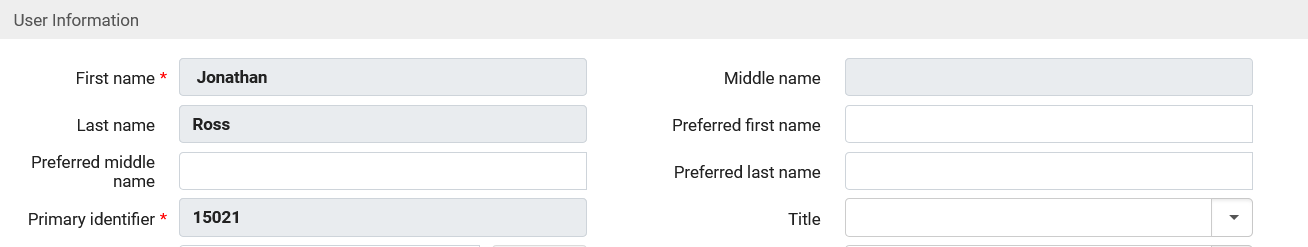 User Information
First name * Jonathan
Middle name
Last name Ross
Preferred first name
Preferred middle
name
Preferred last name
Primary identifier * 15021
Title